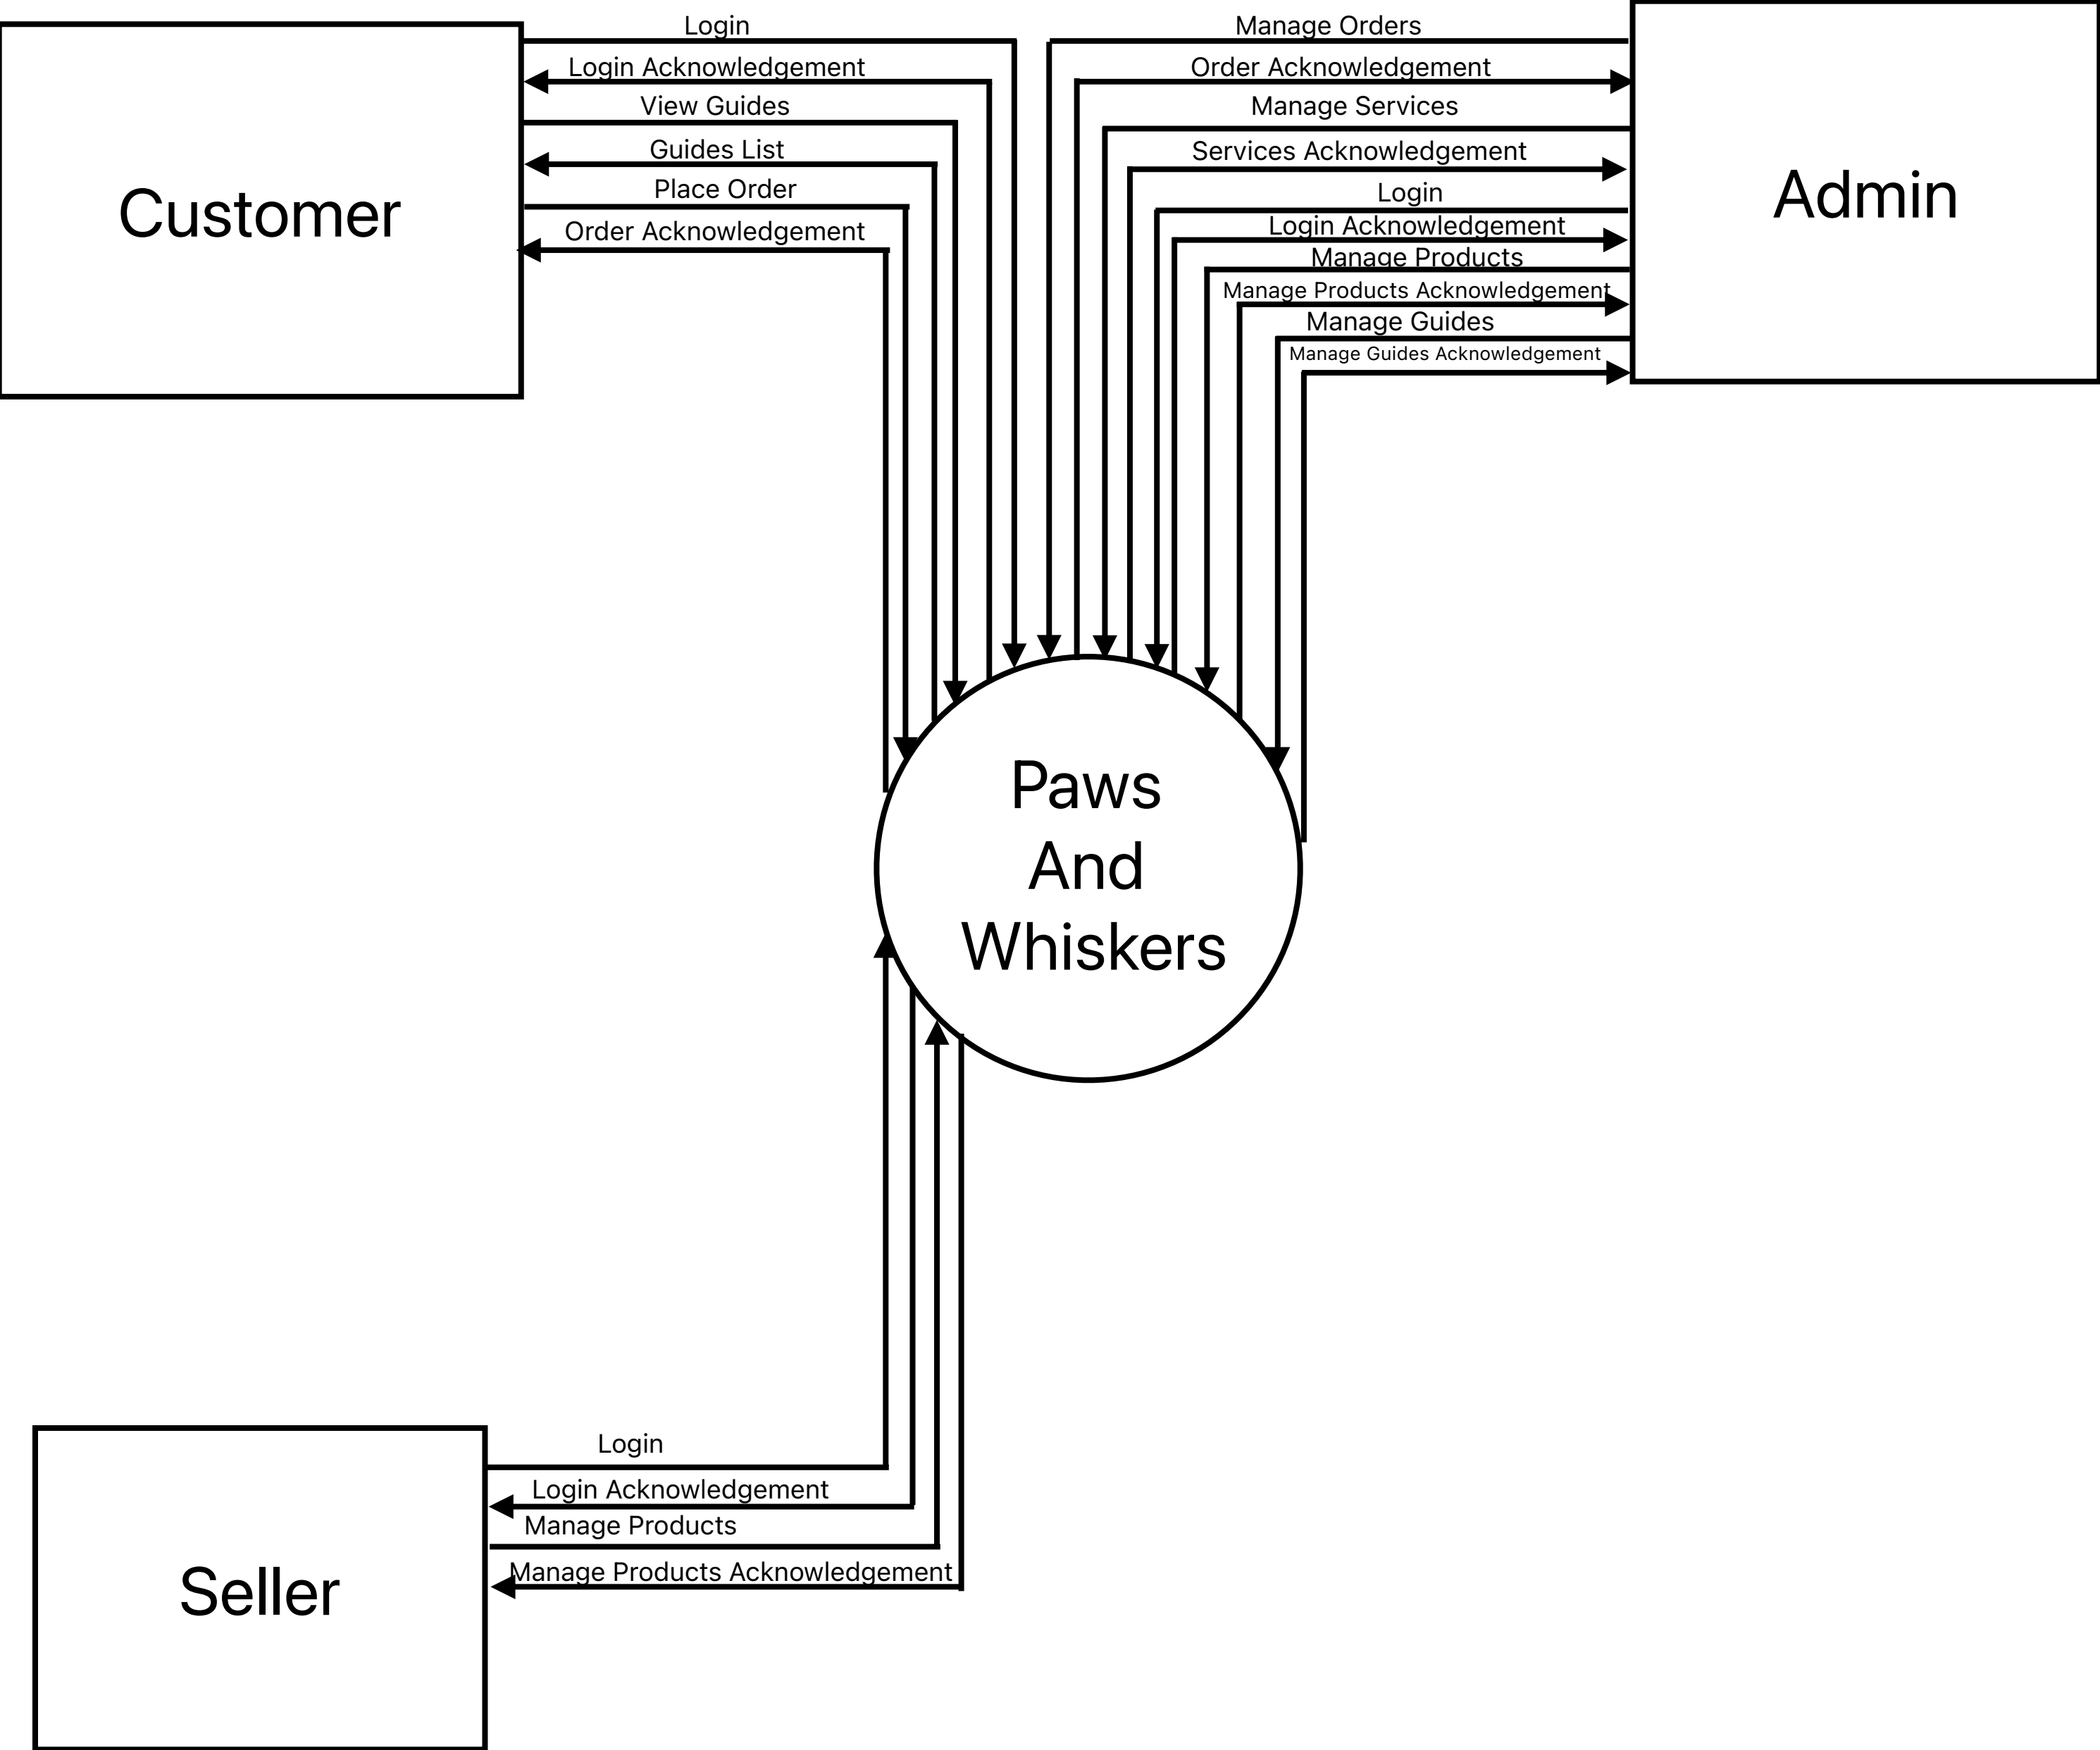 Login
Login Acknowledgement
View Guides
Guides List
Place Order
Order Acknowledgement
Customer
Manage Orders
Order Acknowledgement
Manage Services
Services Acknowledgement
Login
Login Acknowledgement
Manage Products
Manage Products Acknowledgement
Manage Guides
Manage Guides Acknowledgement
Admin
Paws
And
Whiskers
Login
Login Acknowledgement
Manage Products
Manage Products Acknowledgement
Seller